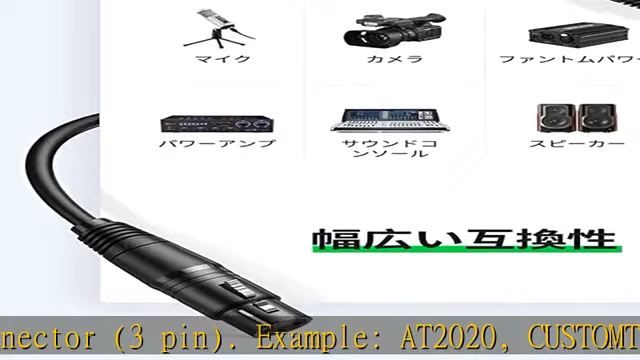 マイク
カメラ
ファントムパワー
パワーアンプ
サウンドコ
ンソール
スピーカー
幅広い互換性
nnector (3 pin). Example: AT2020, CUSTOMT